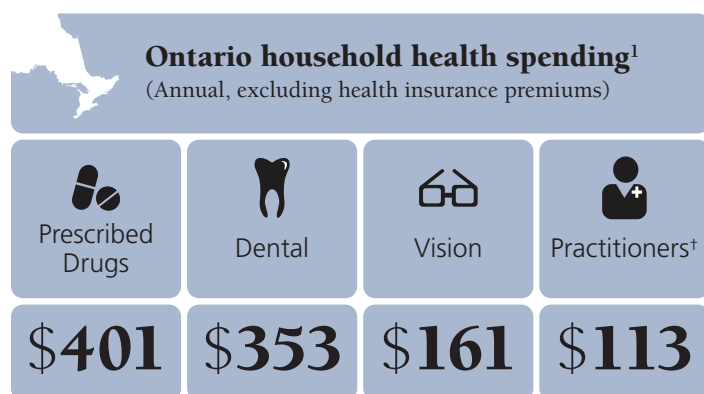 Ontario household health spending¹
(Annual, excluding health insurance premiums)
Prescribed
Drugs
Dental
Vision
Practitioners†
$401
$353
$161
$113